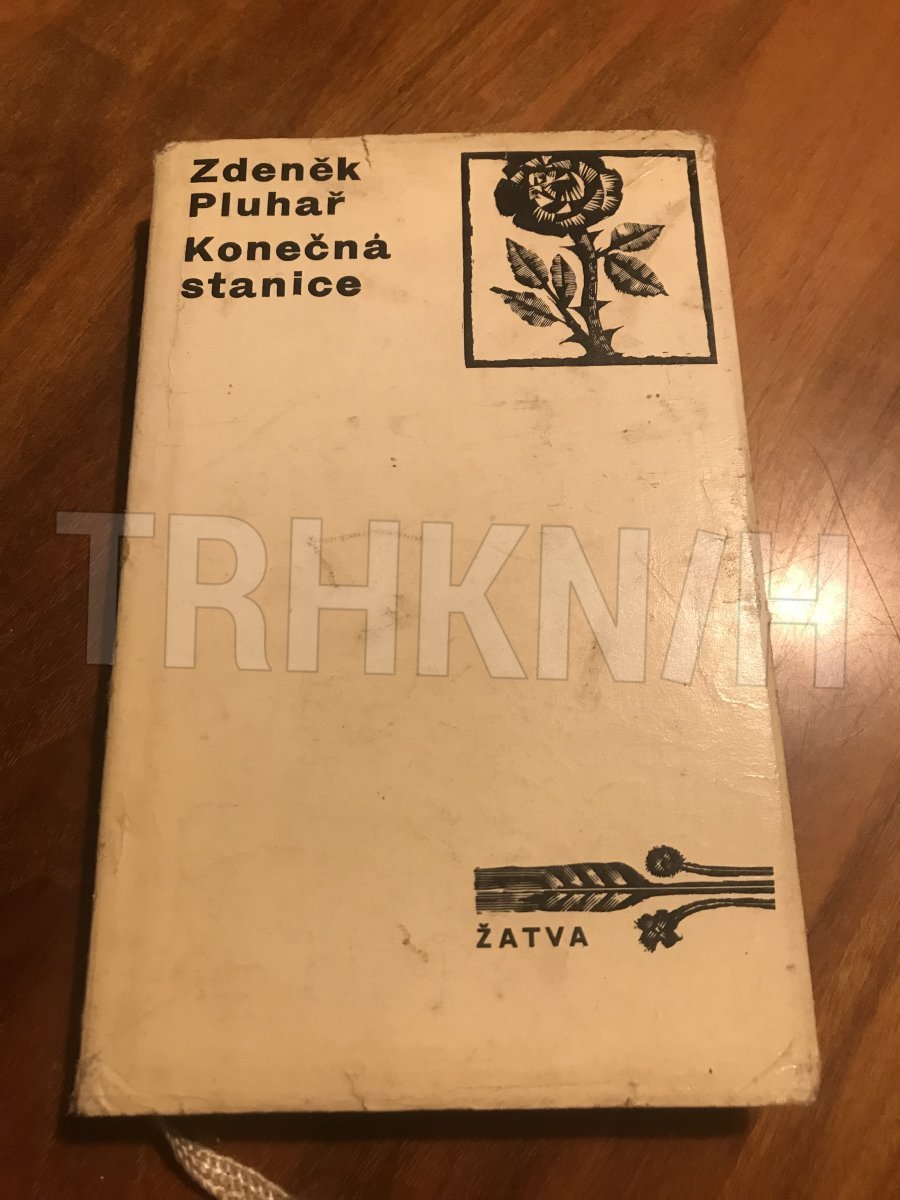 Zdeněk
Pluhař
Konečná
stanice
TRHKNIH
ŽATVA